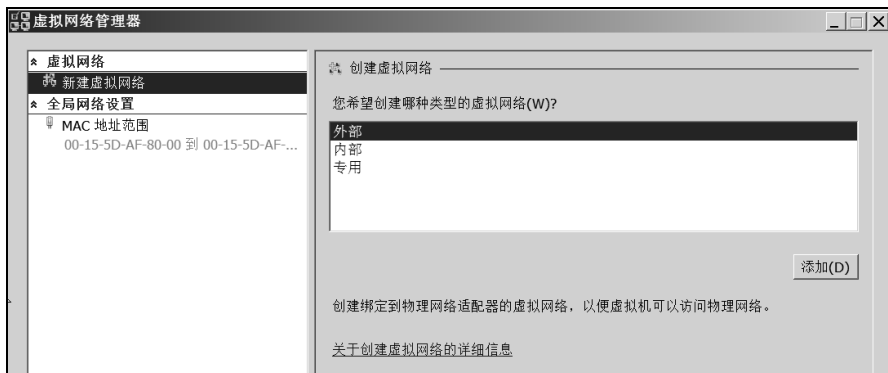 虚拟网络管理器
虚拟网络
新建虚拟网络
全局网络设置
MAC 地址范围
00-15-5D-AF-80-00 到 00-15-5D-AF-...
创建虚拟网络
您希望创建哪种类型的虚拟网络(W)?
外部
内部
专用
添加(D)
创建绑定到物理网络适配器的虚拟网络，以便虚拟机可以访问物理网络。
关于创建虚拟网络的详细信息